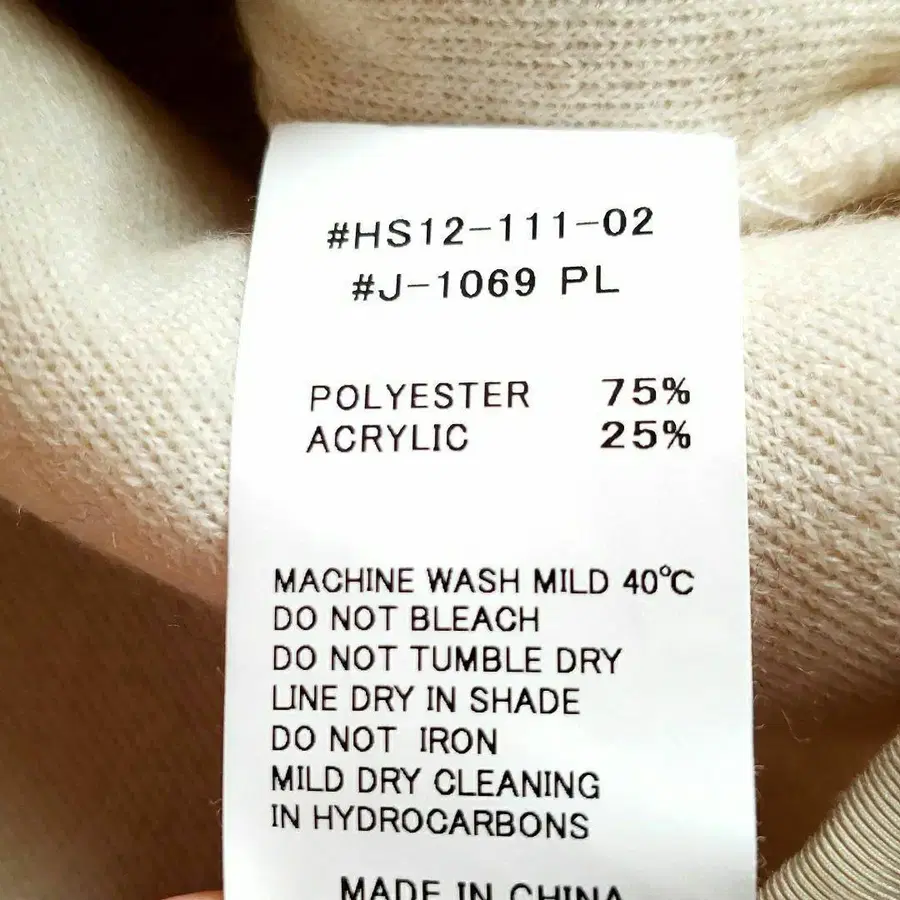 #HS12-111-02
#J-1069 PL
POLYESTER 75%
ACRYLIC 25%
MACHINE WASH MILD 40℃
DO NOT BLEACH
DO NOT TUMBLE DRY
LINE DRY IN SHADE
DO NOT IRON
MILD DRY CLEANING
IN HYDROCARBONS
MADE IN CHINA